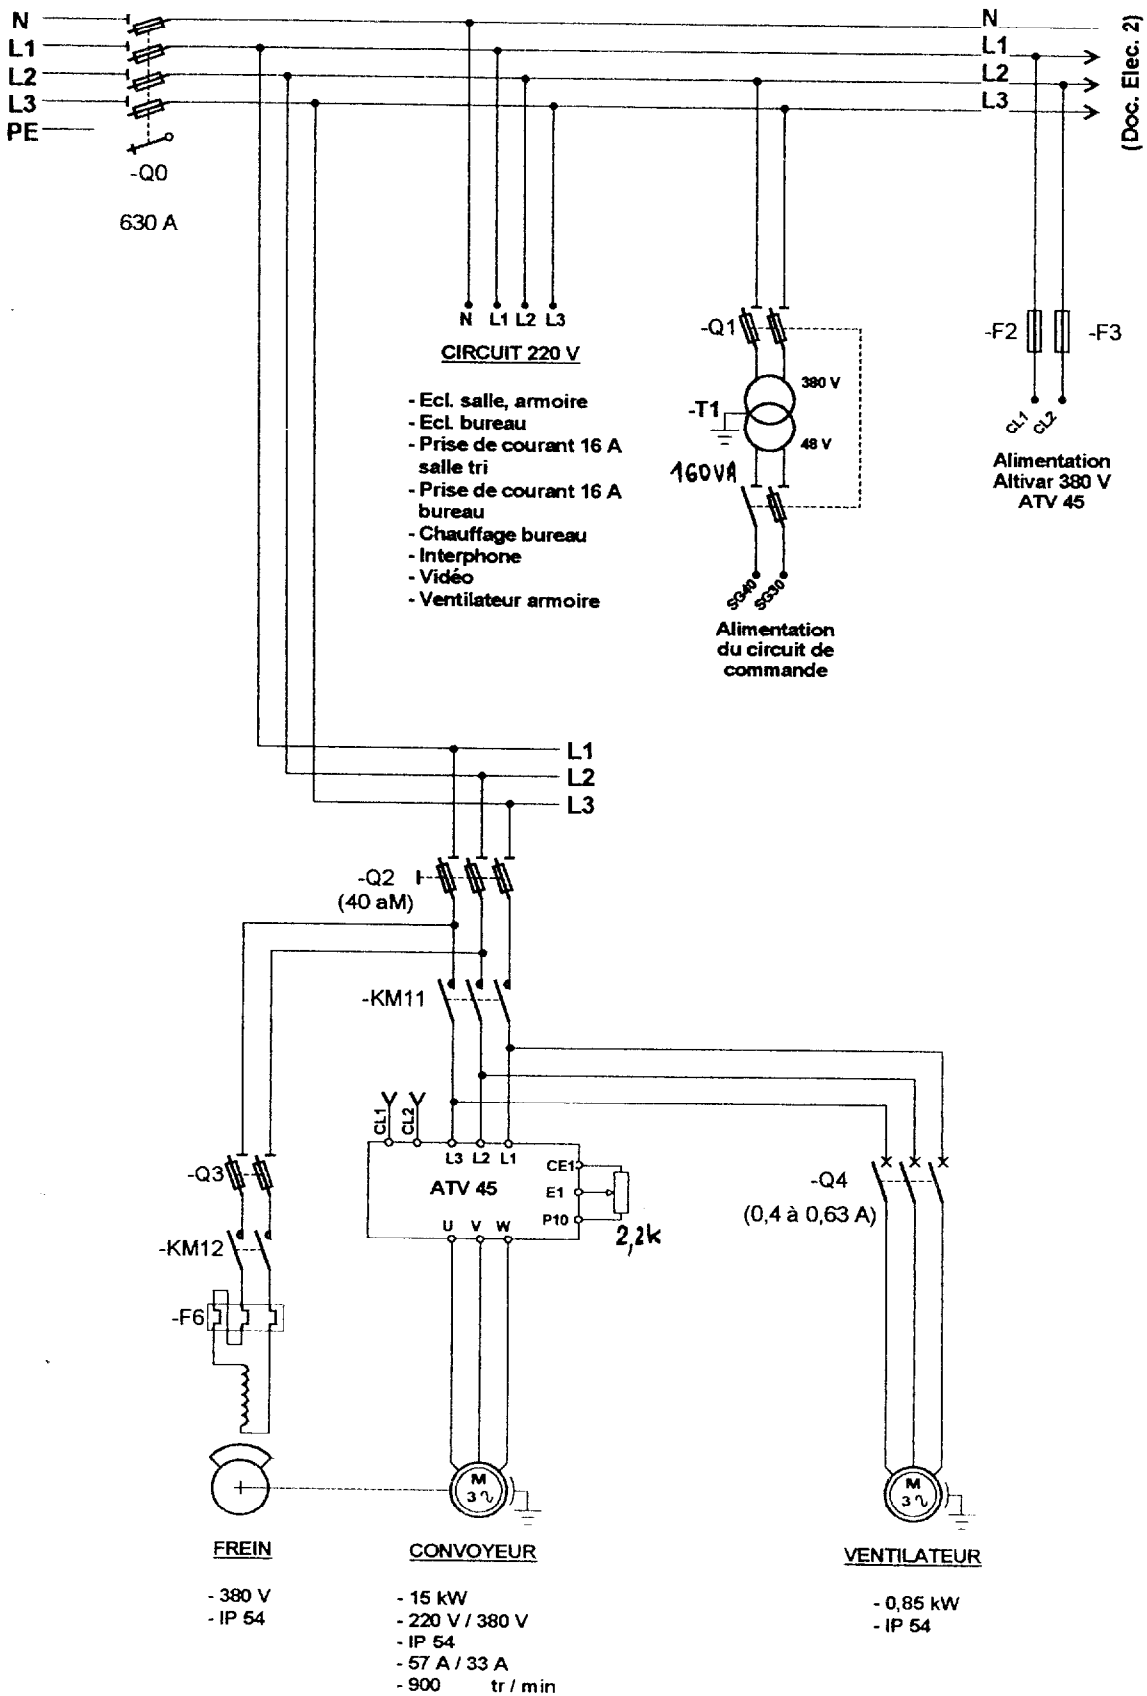 N
L1
L2
L3
PE
-Q0
630 A
N
L1
L2
L3
(Doc. Elec. 2)
N L1 L2 L3
CIRCUIT 220 V
- Ecl. salle, armoire
- Ecl. bureau
- Prise de courant 16 A
salle tri
- Prise de courant 16 A
bureau
- Chauffage bureau
- Interphone
- Vidéo
- Ventilateur armoire
-Q1
380 V
-T1
48 V
160VA
SG40
SG30
Alimentation
du circuit de
commande
-F2
-F3
CL1
CL2
Alimentation
Altivar 380 V
ATV 45
L1
L2
L3
-Q2
(40 aM)
-KM11
CL1
CL2
L3 L2 L1
ATV 45
CE1
E1
P10
2,2k
U V W
-Q3
-KM12
-F6
-Q4
(0,4 à 0,63 A)
M
3 ~
M
3 ~
FREIN
- 380 V
- IP 54
CONVOYEUR
- 15 kW
- 220 V / 380 V
- IP 54
- 57 A / 33 A
- 900 tr / min
VENTILATEUR
- 0,85 kW
- IP 54